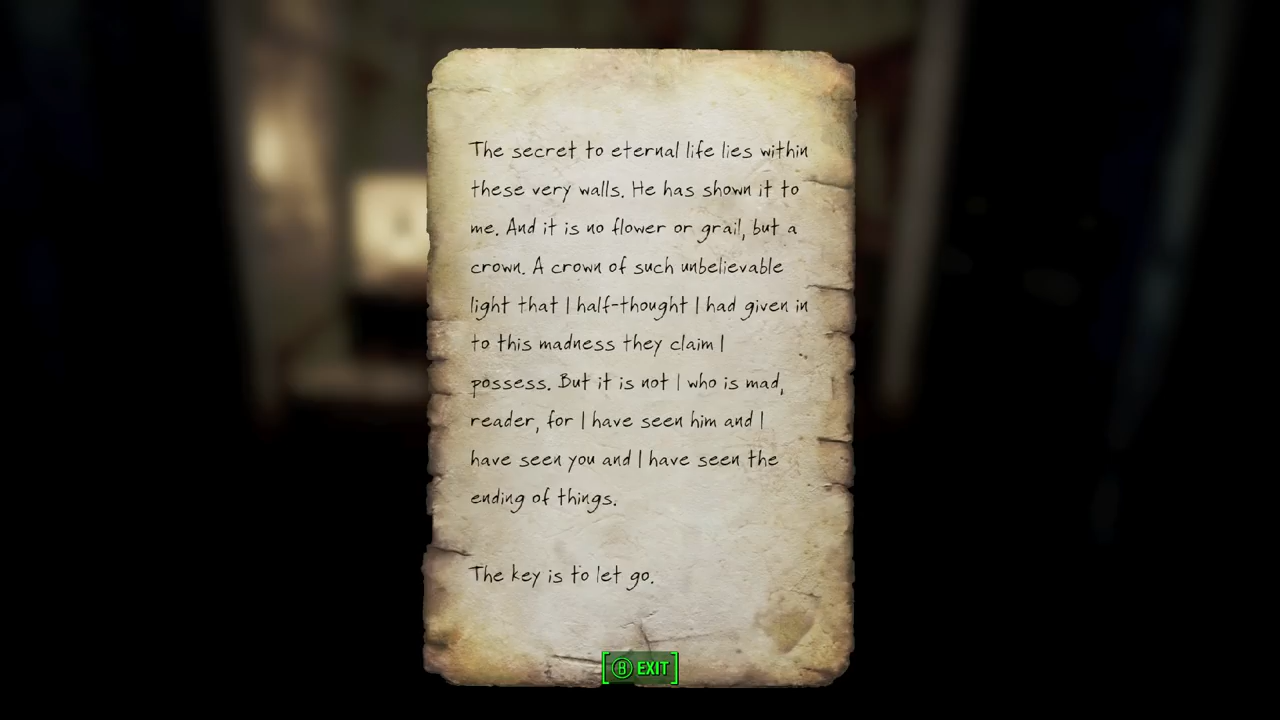 The secret to eternal life lies within
these very walls. He has shown it to
me. And it is no flower or grail, but a
crown. A crown of such unbelievable
light that I half-thought I had given in
to this madness they claim I
possess. But it is not I who is mad,
reader, for I have seen him and I
have seen you and I have seen the
ending of things.
The key is to let go.
B EXIT